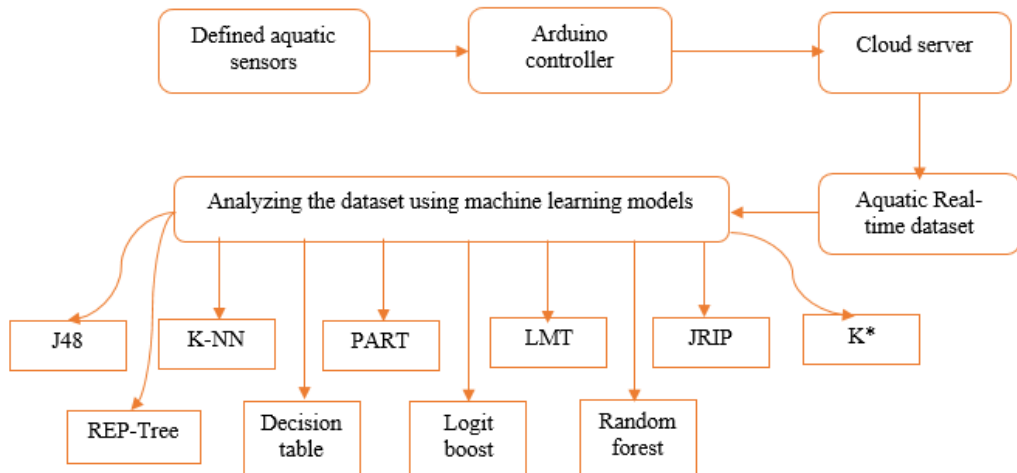 Defined aquatic
sensors
Arduino
controller
Cloud server
Aquatic Real-
time dataset
Analyzing the dataset using machine learning models
J48
K-NN
PART
LMT
JRIP
K*
REP-Tree
Decision
table
Logit
boost
Random
forest